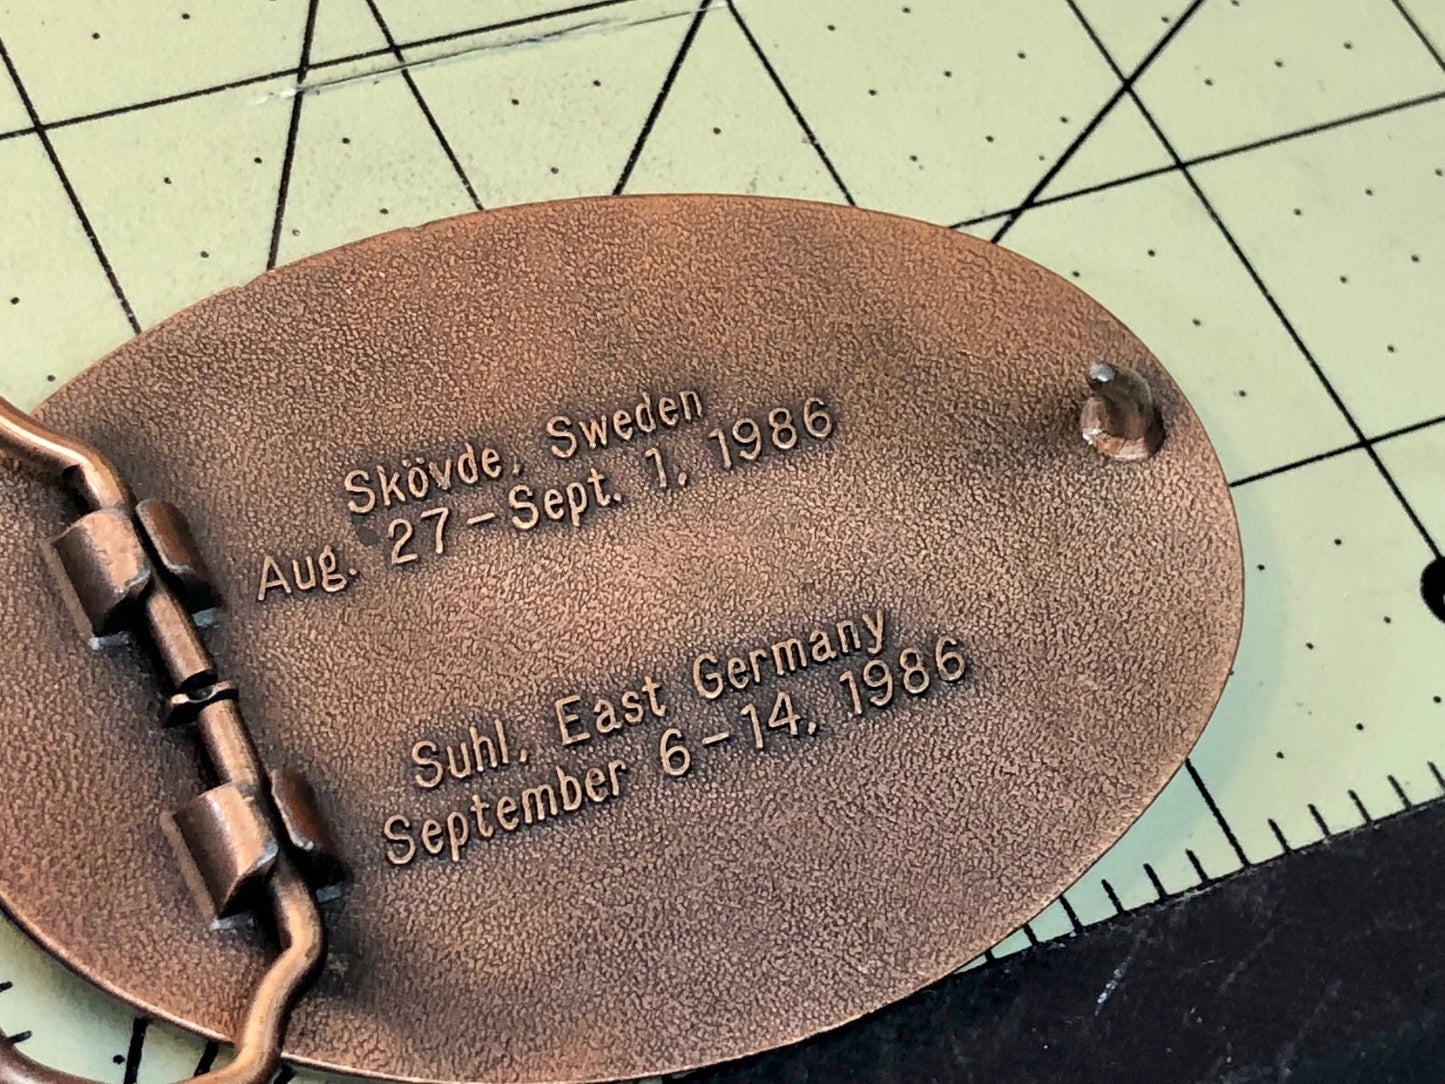 Skövde, Sweden
Aug. 27-Sept. 1, 1986
Suhl, East Germany
September 6-14, 1986